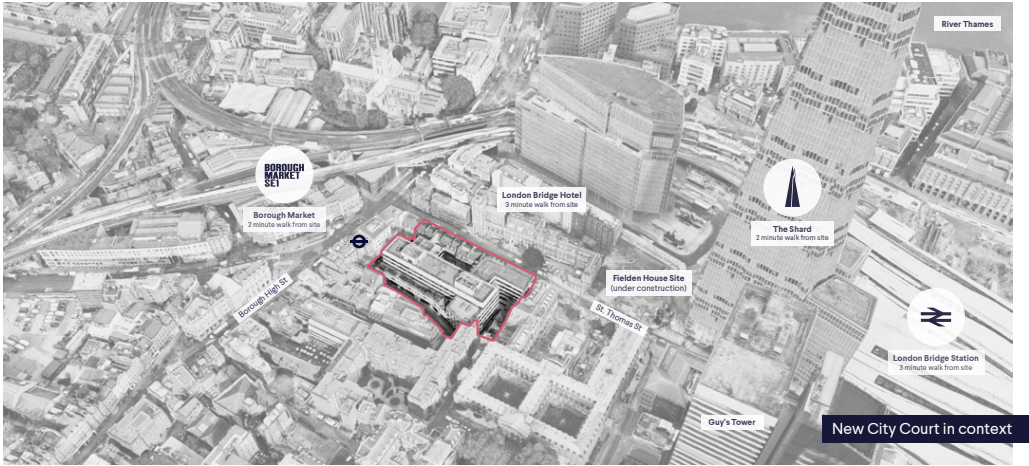 River Thames
BOROUGH
MARKET
SE1
Borough Market
2 minute walk from site
London Bridge Hotel
3 minute walk from site
The Shard
2 minute walk from site
Fielden House Site
(under construction)
Borough High St
St. Thomas St
London Bridge Station
3 minute walk from site
Guy's Tower
New City Court in context